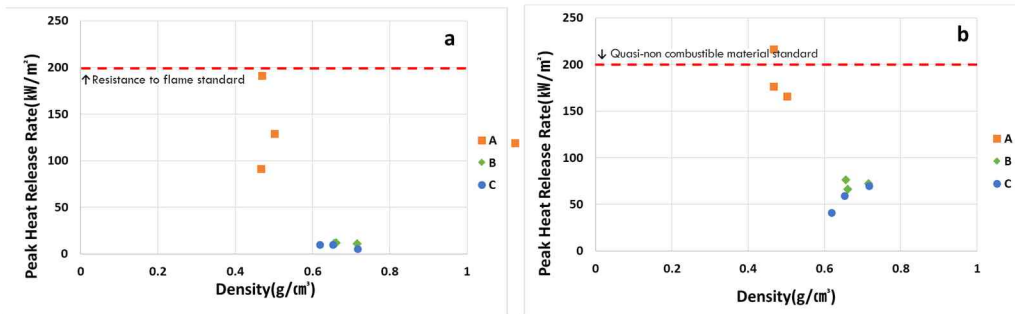 a
250
200
150
100
50
0
↑Resistance to flame standard
0
0.2
0.4
0.6
0.8
1
Peak Heat Release Rate(㎾/㎡)
Density(g/㎤)
A
B
C
b
250
200
150
100
50
0
↓ Quasi-non combustible material standard
0
0.2
0.4
0.6
0.8
1
Peak Heat Release Rate(㎾/㎡)
Density(g/㎤)
A
B
C